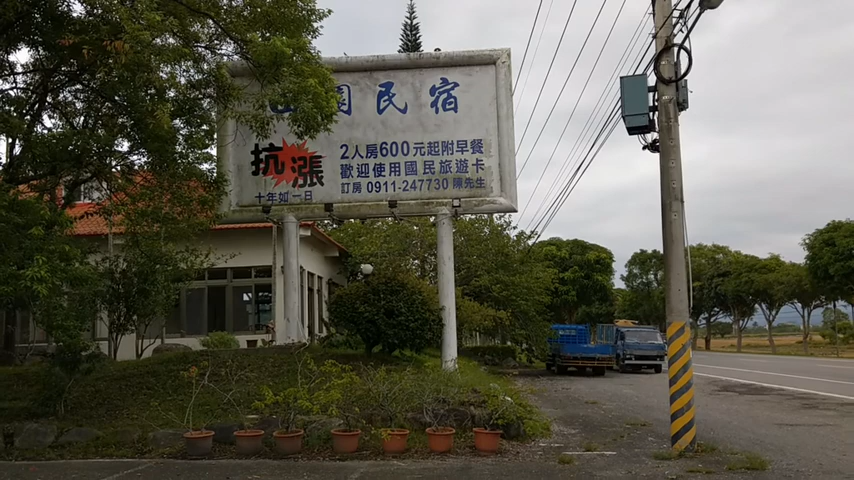 園民宿
抗漲
十年如一日
2人房600元起附早餐
歡迎使用國民旅遊卡
訂房 0911-247730 陳先生